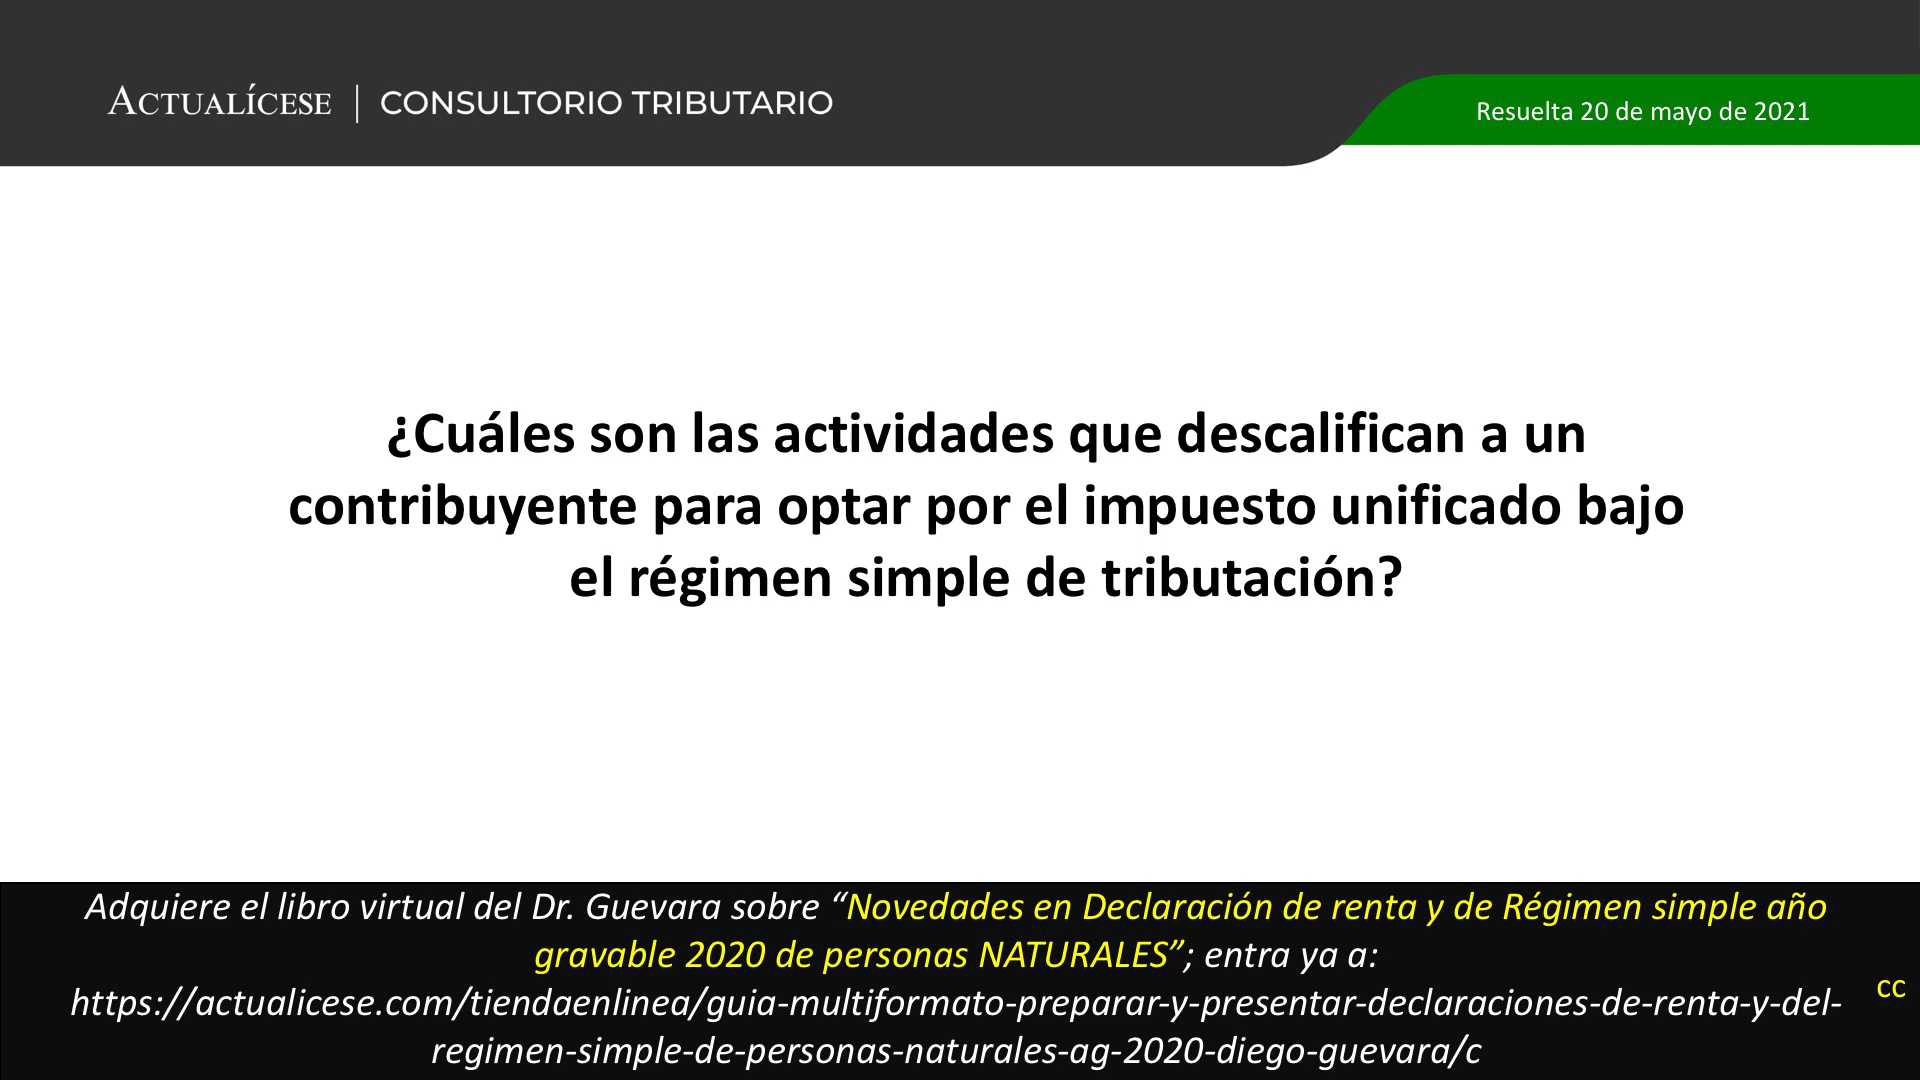 ACTUALÍCESE | CONSULTORIO TRIBUTARIO
Resuelta 20 de mayo de 2021
¿Cuáles son las actividades que descalifican a un
contribuyente para optar por el impuesto unificado bajo
el régimen simple de tributación?
Adquiere el libro virtual del Dr. Guevara sobre “Novedades en Declaración de renta y de Régimen simple año
gravable 2020 de personas NATURALES”; entra ya a:
https://actualicese.com/tiendaenlinea/guia-multiformato-preparar-y-presentar-declaraciones-de-renta-y-del-
regimen-simple-de-personas-naturales-ag-2020-diego-guevara/c
cc